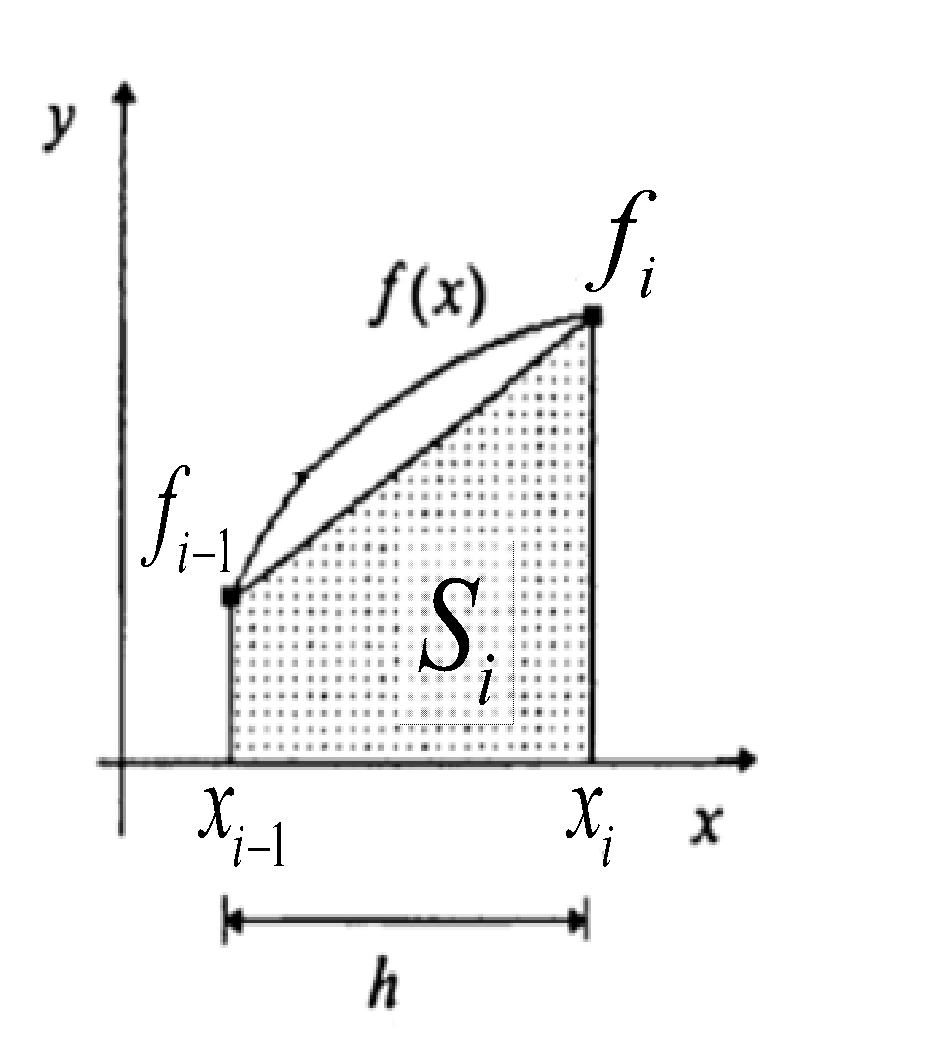 y
f_i
f(x)
f_{i-1}
S_i
x_{i-1} x_i x
h